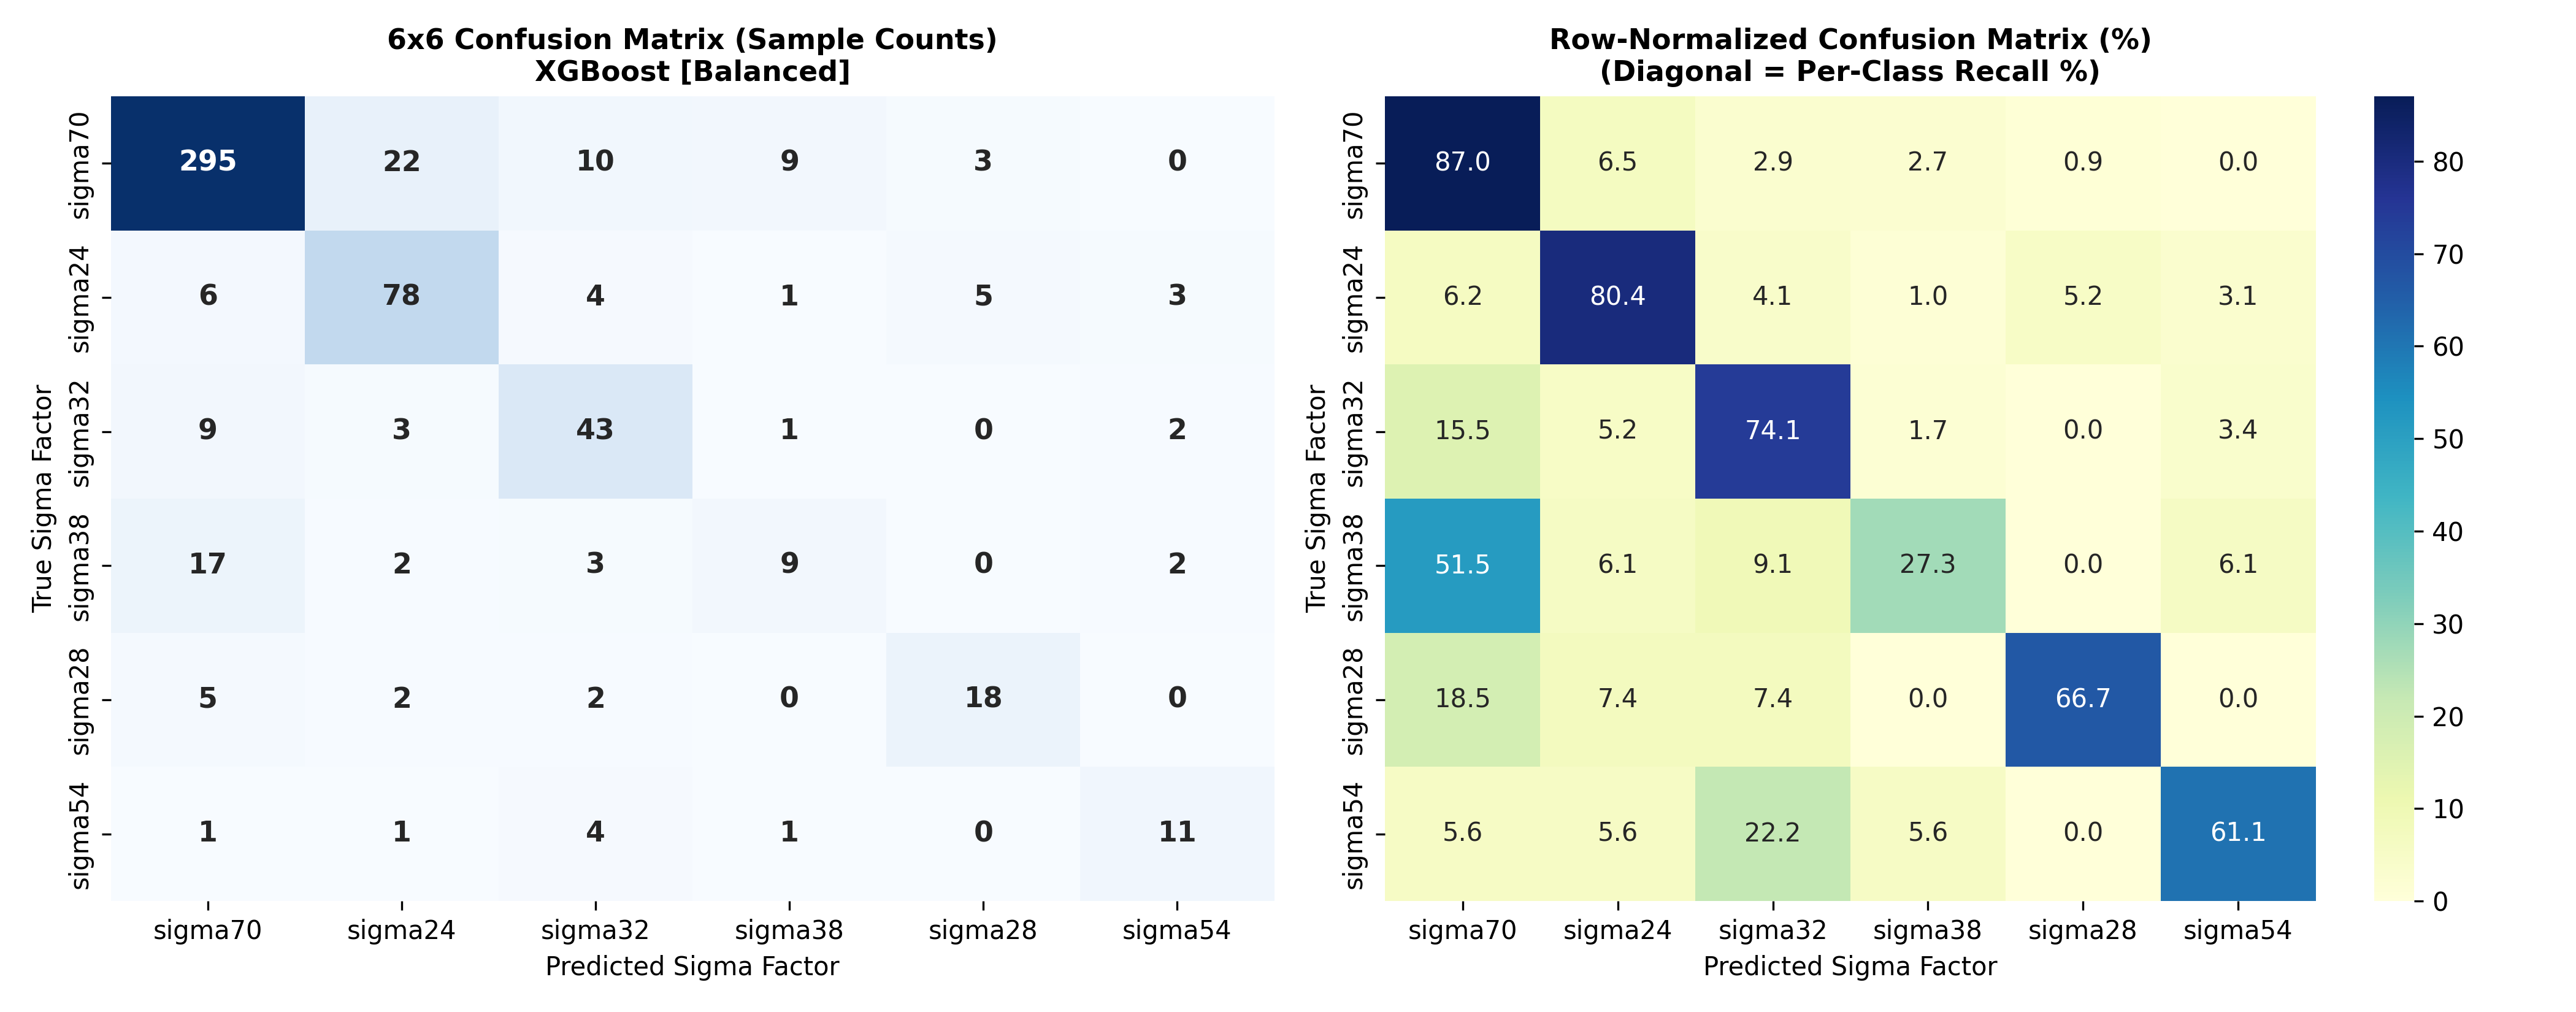 6x6 Confusion Matrix (Sample Counts)
XGBoost [Balanced]
True Sigma Factor
sigma70
295 22 10 9 3 0
sigma24
6 78 4 1 5 3
sigma32
9 3 43 1 0 2
sigma38
17 2 3 9 0 2
sigma28
5 2 2 0 18 0
sigma54
1 1 4 1 0 11
sigma70 sigma24 sigma32 sigma38 sigma28 sigma54
Predicted Sigma Factor
Row-Normalized Confusion Matrix (%)
(Diagonal = Per-Class Recall %)
True Sigma Factor
sigma70
87.0 6.5 2.9 2.7 0.9 0.0
sigma24
6.2 80.4 4.1 1.0 5.2 3.1
sigma32
15.5 5.2 74.1 1.7 0.0 3.4
sigma38
51.5 6.1 9.1 27.3 0.0 6.1
sigma28
18.5 7.4 7.4 0.0 66.7 0.0
sigma54
5.6 5.6 22.2 5.6 0.0 61.1
sigma70 sigma24 sigma32 sigma38 sigma28 sigma54
Predicted Sigma Factor
80
70
60
50
40
30
20
10
0